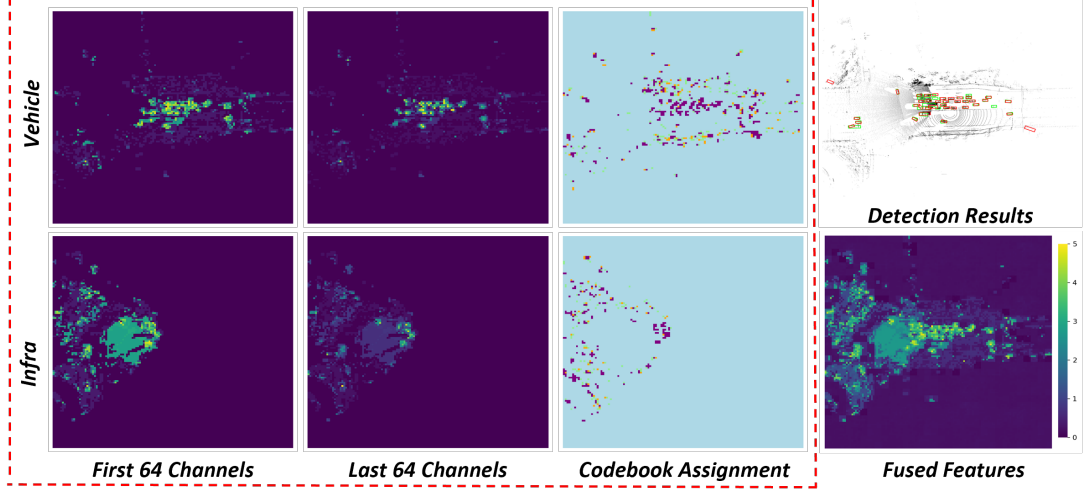 Vehicle
Detection Results
Infra
5
4
3
2
1
0
First 64 Channels
Last 64 Channels
Codebook Assignment
Fused Features